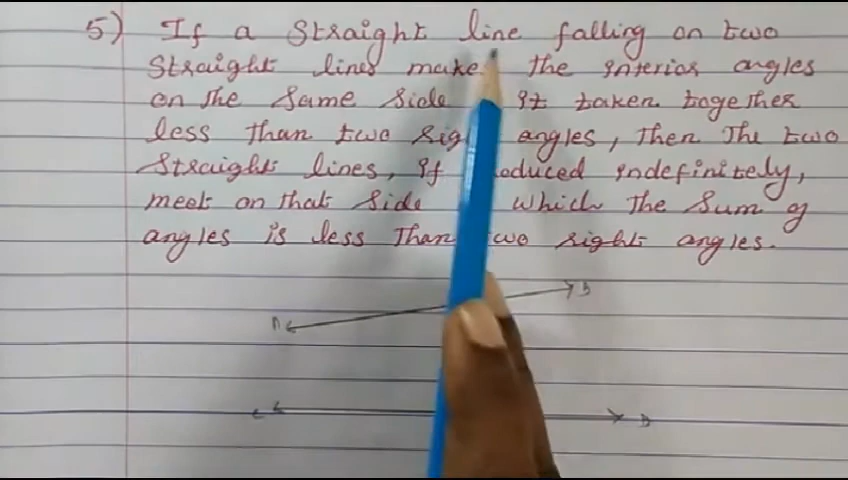 5) If a straight line falling on two
straight lines makes the interior angles
on the same side it taken together
less than two angles, then the two
straight lines, if indefinitely,
meet on that side which the sum of
angles is less than two right angles.
A B
C D